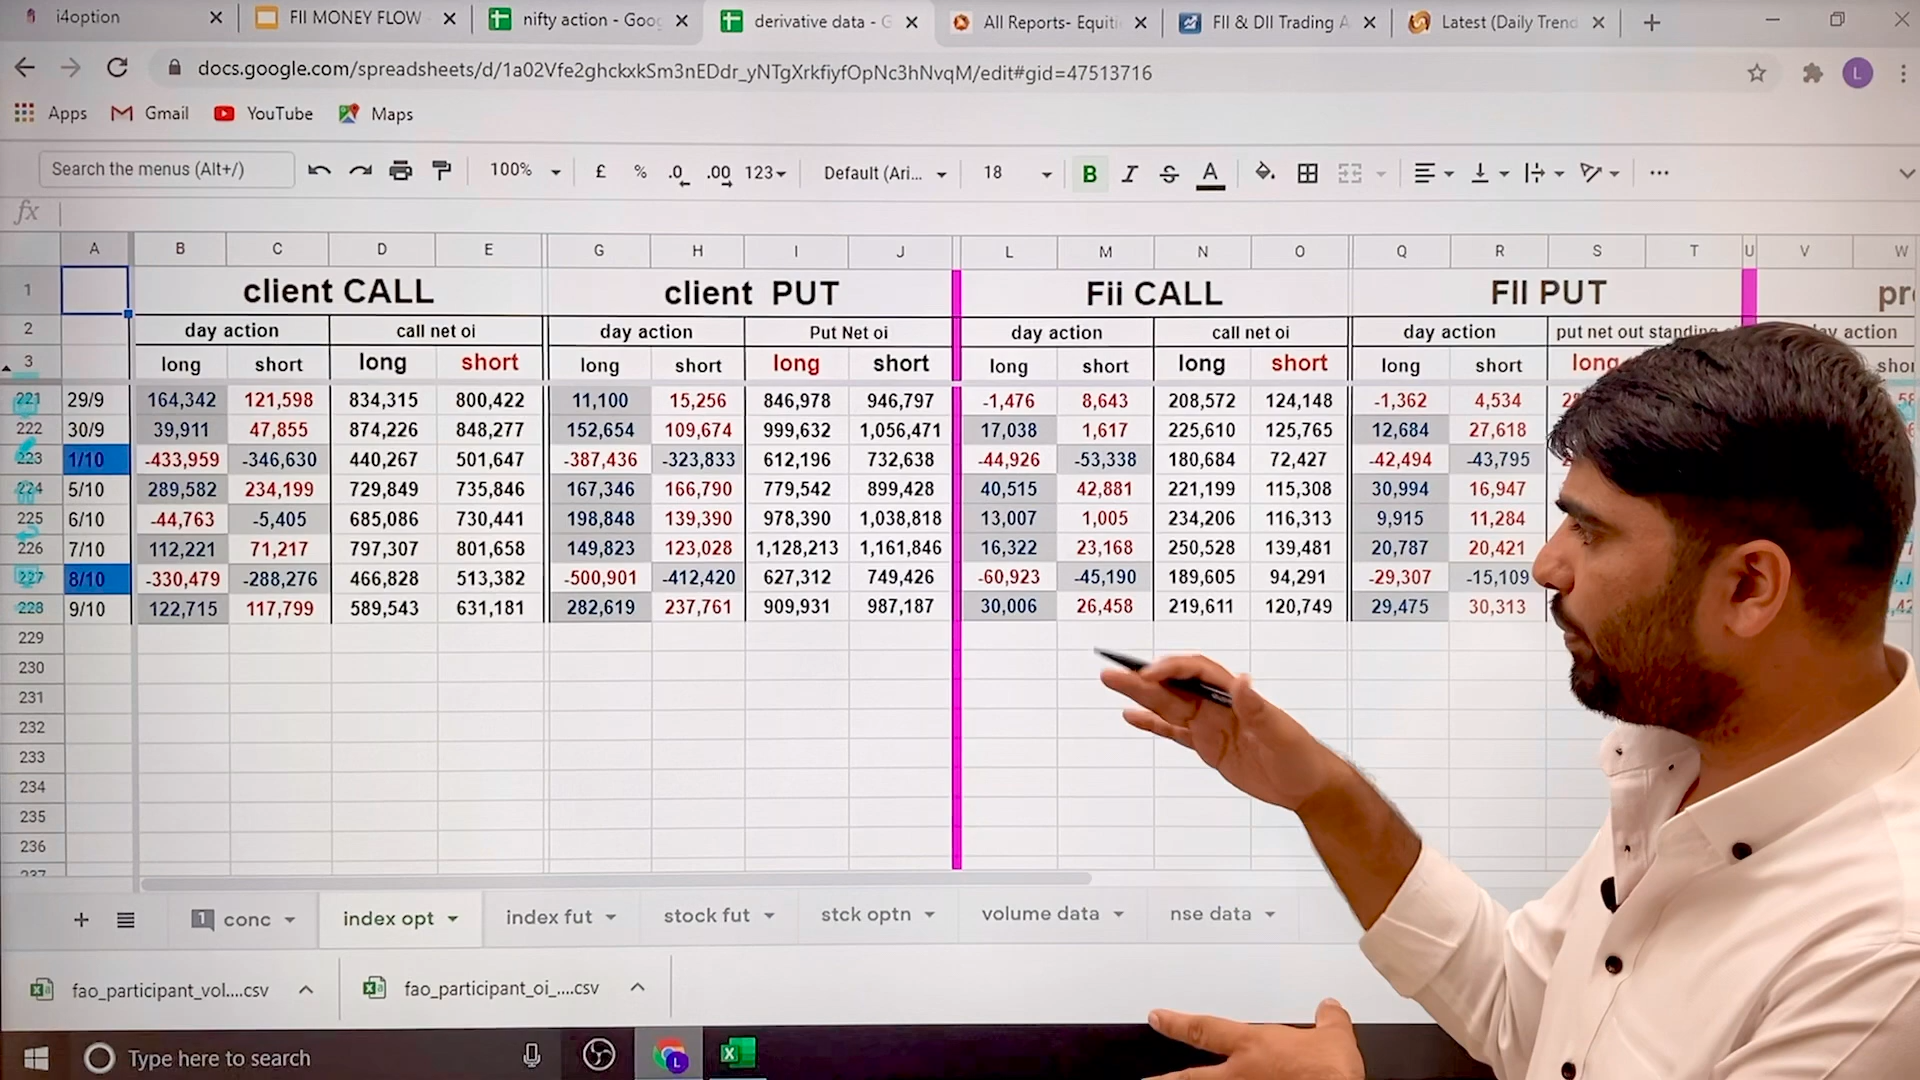 i4option FII MONEY FLOW nifty action - Goo derivative data - G All Reports- Equiti FII & DII Trading A Latest (Daily Trend
docs.google.com/spreadsheets/d/1a02Vfe2ghckxkSm3nEDdr_yNTgXrkfiyfOpNc3hNvqM/edit#gid=47513716 L
Apps Gmail YouTube Maps
Search the menus (Alt+/) 100% £ % .0 .00 123 Default (Ari... 18 B I S A ...
fx
A B C D E G H I J L M N O Q R S T U V W
1 client CALL client PUT Fii CALL FII PUT
2 day action call net oi day action Put Net oi day action call net oi day action put net out standing action
3 long short long short long short long short long short long short long short long
221 29/9 164,342 121,598 834,315 800,422 11,100 15,256 846,978 946,797 -1,476 8,643 208,572 124,148 -1,362 4,534
222 30/9 39,911 47,855 874,226 848,277 152,654 109,674 999,632 1,056,471 17,038 1,617 225,610 125,765 12,684 27,618
223 1/10 -433,959 -346,630 440,267 501,647 -387,436 -323,833 612,196 732,638 -44,926 -53,338 180,684 72,427 -42,494 -43,795
224 5/10 289,582 234,199 729,849 735,846 167,346 166,790 779,542 899,428 40,515 42,881 221,199 115,308 30,994 16,947
225 6/10 -44,763 -5,405 685,086 730,441 198,848 139,390 978,390 1,038,818 13,007 1,005 234,206 116,313 9,915 11,284
226 7/10 112,221 71,217 797,307 801,658 149,823 123,028 1,128,213 1,161,846 16,322 23,168 250,528 139,481 20,787 20,421
227 8/10 -330,479 -288,276 466,828 513,382 -500,901 -412,420 627,312 749,426 -60,923 -45,190 189,605 94,291 -29,307 -15,109
228 9/10 122,715 117,799 589,543 631,181 282,619 237,761 909,931 987,187 30,006 26,458 219,611 120,749 29,475 30,313
229
230
231
232
233
234
235
236
237
1 conc index opt index fut stock fut stck optn volume data nse data
fao_participant_vol....csv fao_participant_oi_....csv
Type here to search L